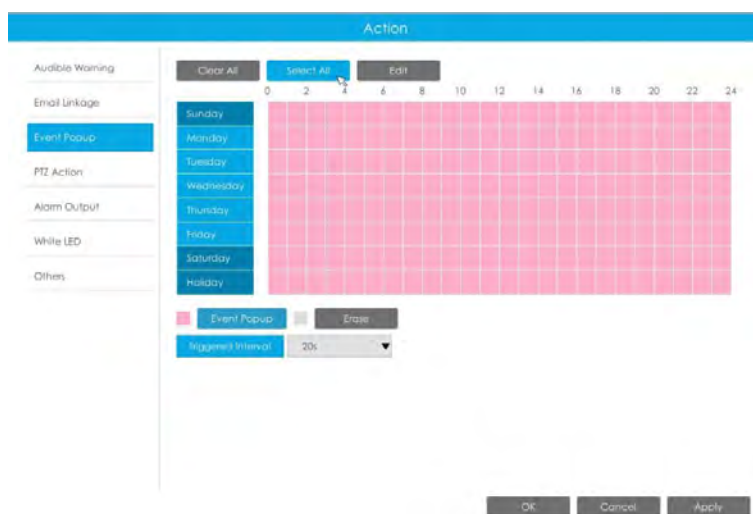 Action
Audible Warning
Email Linkage
Event Popup
PTZ Action
Alarm Output
White LED
Others
Clear All Select All Edit
0 2 4 6 8 10 12 14 16 18 20 22 24
Sunday
Monday
Tuesday
Wednesday
Thursday
Friday
Saturday
Holiday
Event Popup Erase
Triggered Interval 20s
OK Cancel Apply